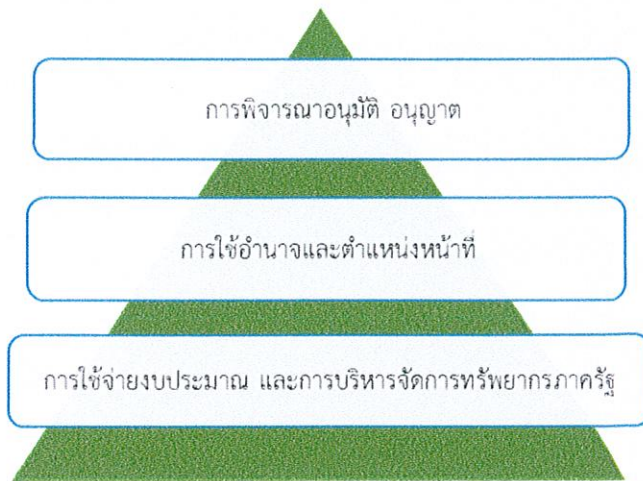 การพิจารณาอนุมัติ อนุญาต
การใช้อำนาจและตำแหน่งหน้าที่
การใช้จ่ายงบประมาณ และการบริหารจัดการทรัพยากรภาครัฐ